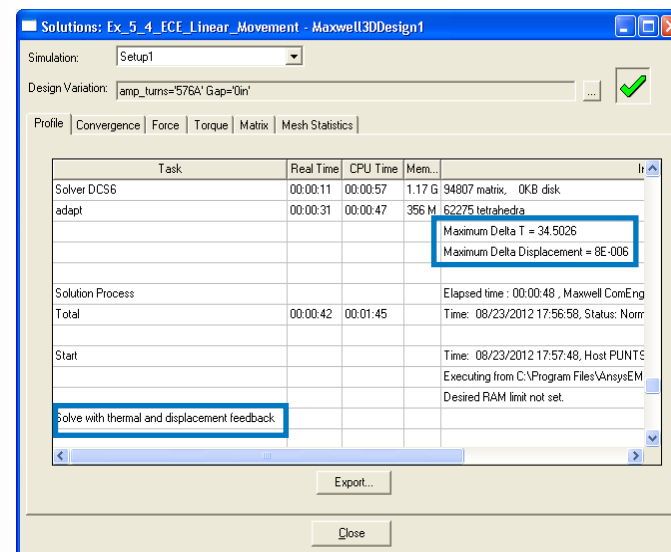 Solutions: Ex_5_4_ECE_Linear_Movement - Maxwell3DDesign1
Simulation: Setup1
Design Variation: amp_turns='576A' Gap='0in' ...
Profile Convergence Force Torque Matrix Mesh Statistics
Task Real Time CPU Time Mem...
Solver DCS6 00:00:11 00:00:57 1.17 G 94807 matrix, 0KB disk
adapt 00:00:31 00:00:47 356 M 62275 tetrahedra
Maximum Delta T = 34.5026
Maximum Delta Displacement = 8E-006
Solution Process Elapsed time : 00:00:48 , Maxwell ComEng
Total 00:00:42 00:01:45 Time: 08/23/2012 17:56:58, Status: Norm
Start Time: 08/23/2012 17:57:48, Host PUNTS
Executing from C:\Program Files\AnsysEM
Desired RAM limit not set.
Solve with thermal and displacement feedback
Export...
Close